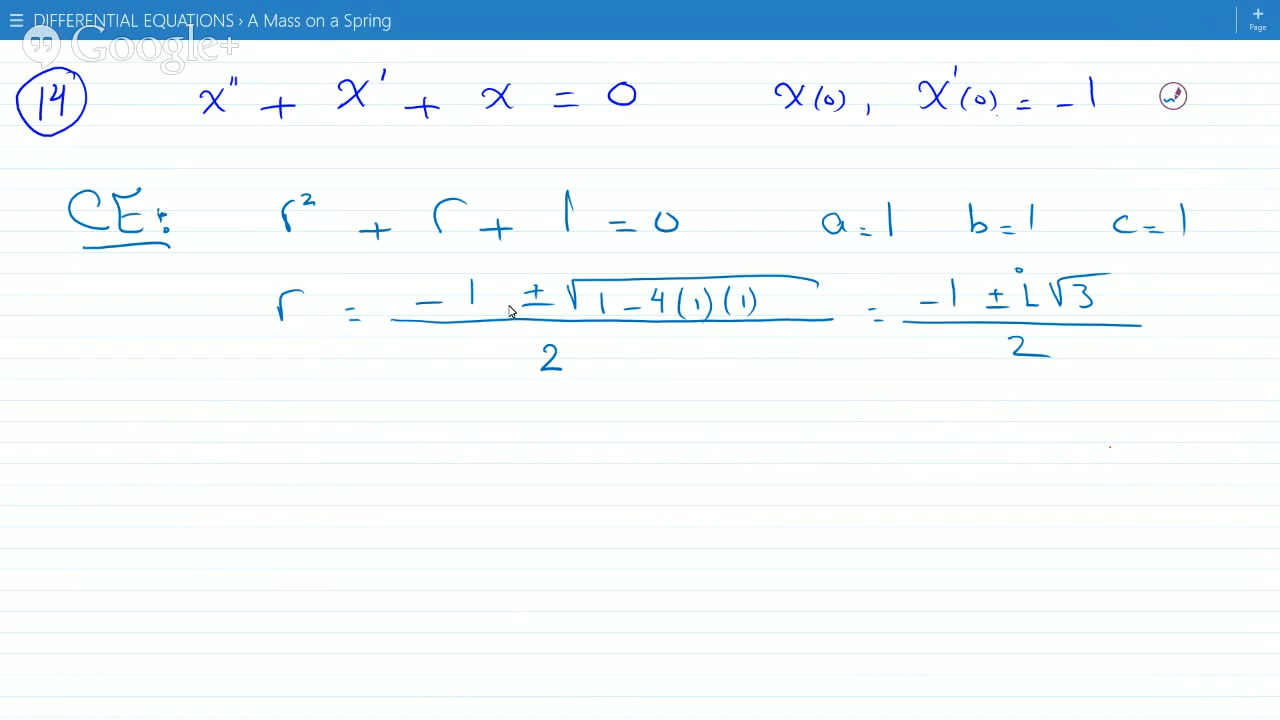 DIFFERENTIAL EQUATIONS › A Mass on a Spring
Page
Google+
14 x'' + x' + x = 0 x(0), x'(0) = -1
CE: r² + r + 1 = 0 a = 1 b = 1 c = 1
r = (-1 ± √(1 - 4(1)(1))) / 2 = (-1 ± i√3) / 2